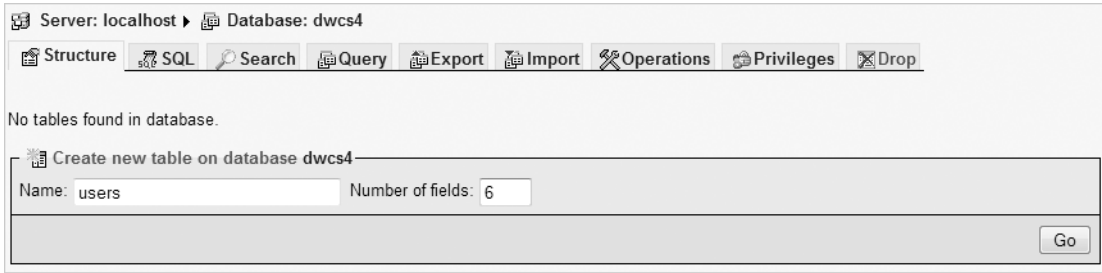 Server: localhost ▸ Database: dwcs4
Structure SQL Search Query Export Import Operations Privileges Drop
No tables found in database.
Create new table on database dwcs4
Name: users Number of fields: 6
Go